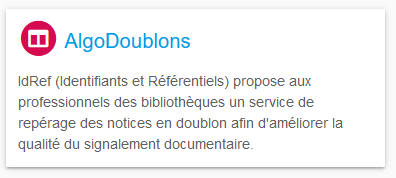 AlgoDoublons
IdRef (Identifiants et Référentiels) propose aux
professionnels des bibliothèques un service de
repérage des notices en doublon afin d'améliorer la
qualité du signalement documentaire.